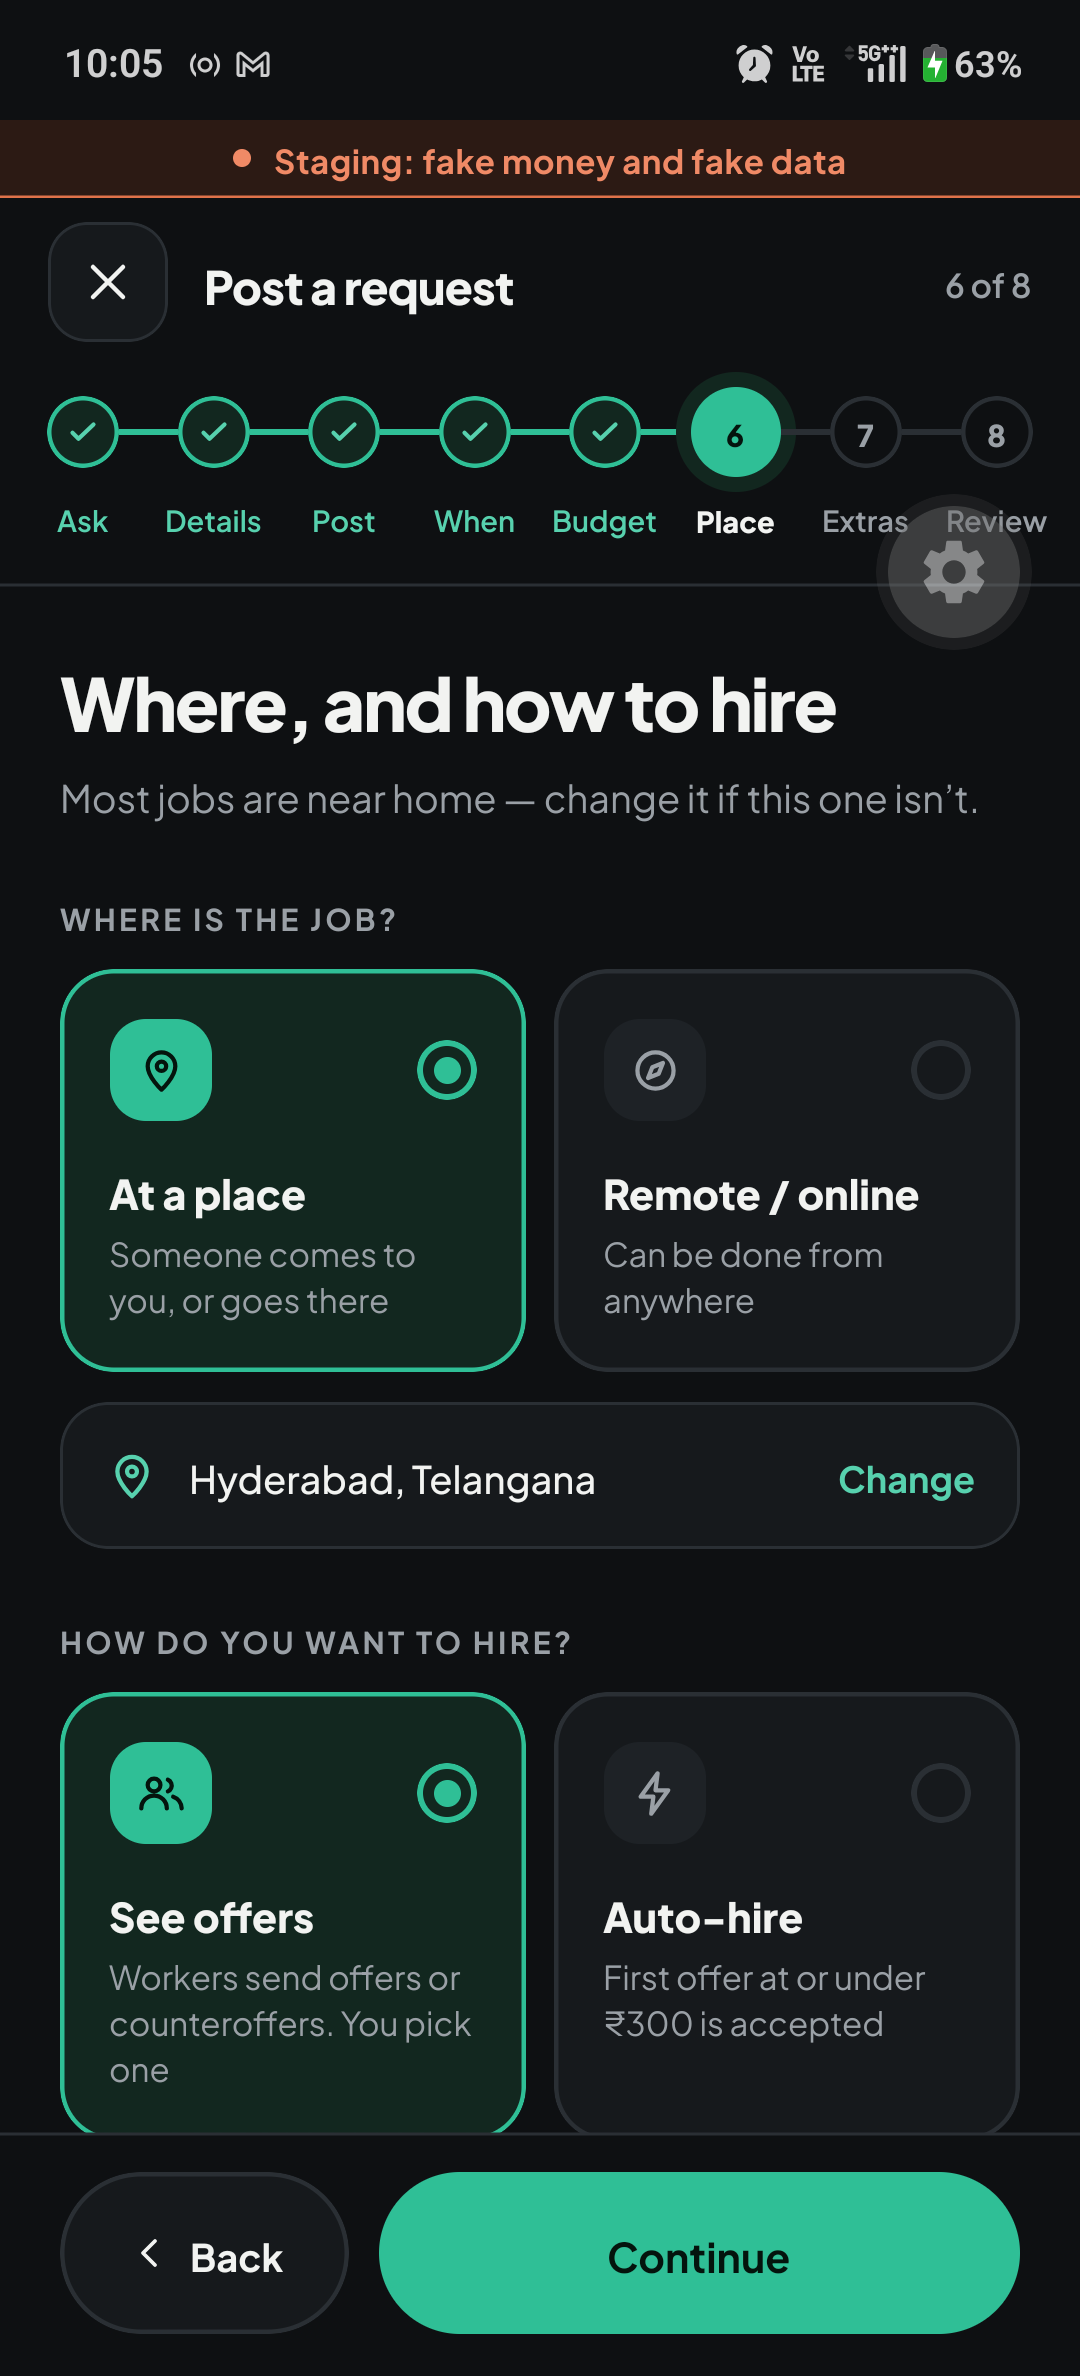 10:05
Vo
LTE
5G++
63%
Staging: fake money and fake data
Post a request
6 of 8
6
7
8
Ask
Details
Post
When
Budget
Place
Extras
Review
Where, and how to hire
Most jobs are near home — change it if this one isn’t.
WHERE IS THE JOB?
At a place
Someone comes to
you, or goes there
Remote / online
Can be done from
anywhere
Hyderabad, Telangana
Change
HOW DO YOU WANT TO HIRE?
See offers
Workers send offers or
counteroffers. You pick
one
Auto-hire
First offer at or under
₹300 is accepted
Back
Continue